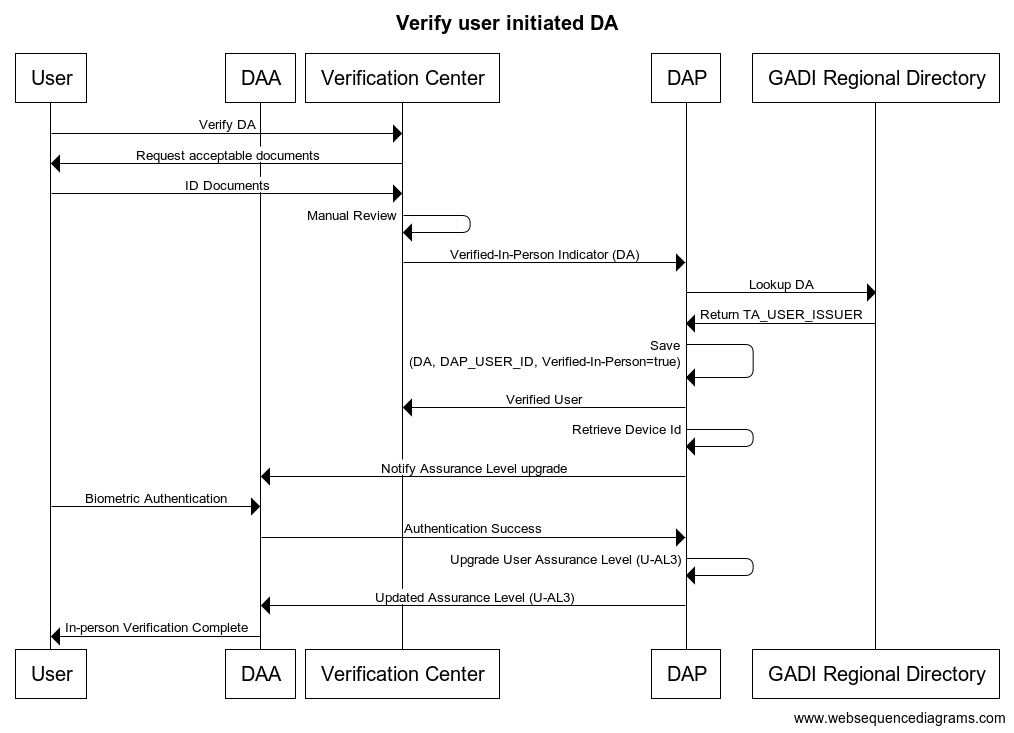 Verify user initiated DA
User
DAA
Verification Center
DAP
GADI Regional Directory
Verify DA
Request acceptable documents
ID Documents
Manual Review
Verified-In-Person Indicator (DA)
Lookup DA
Return TA_USER_ISSUER
Save
(DA, DAP_USER_ID, Verified-In-Person=true)
Verified User
Retrieve Device Id
Notify Assurance Level upgrade
Biometric Authentication
Authentication Success
Upgrade User Assurance Level (U-AL3)
Updated Assurance Level (U-AL3)
In-person Verification Complete
User
DAA
Verification Center
DAP
GADI Regional Directory
www.websequencediagrams.com